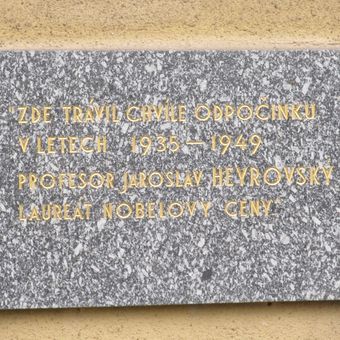 "ZDE TRÁVIL CHVÍLE ODPOČINKU
V LETECH 1935 – 1949
PROFESOR JAROSLAV HEYROVSKÝ
LAUREÁT NOBELOVY CENY"